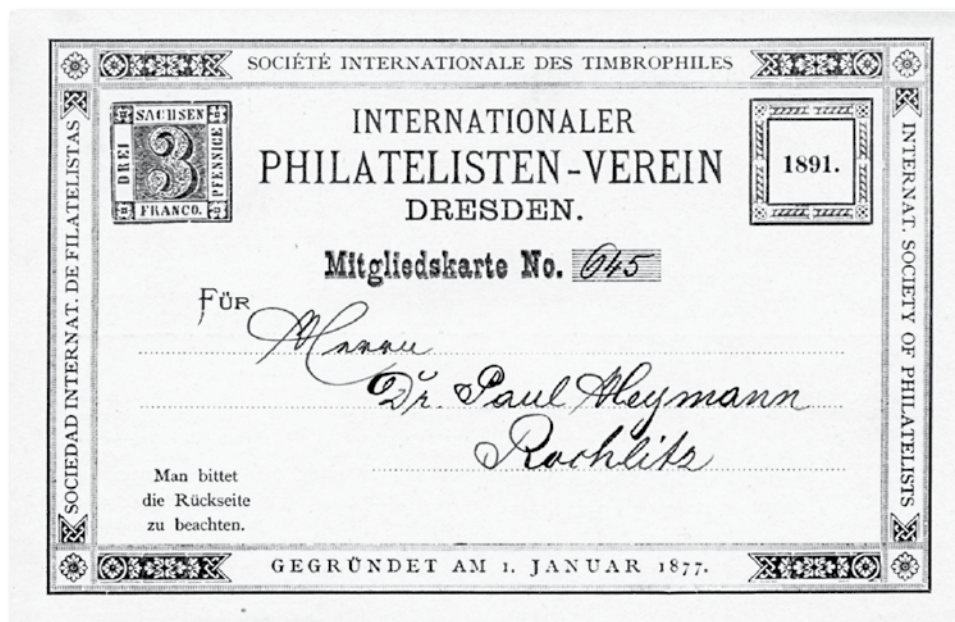 SOCIÉTÉ INTERNATIONALE DES TIMBROPHILES
SACHSEN
DREI
3
PFENNIGE
FRANCO.
INTERNATIONALER
PHILATELISTEN-VEREIN
DRESDEN.
1891.
Mitgliedskarte No. 645
FÜR
Herrn
Dr. Paul Heymann
Rochlitz
Man bittet
die Rückseite
zu beachten.
SOCIEDAD INTERNAT. DE FILATELISTAS
INTERNAT. SOCIETY OF PHILATELISTS
GEGRÜNDET AM 1. JANUAR 1877.